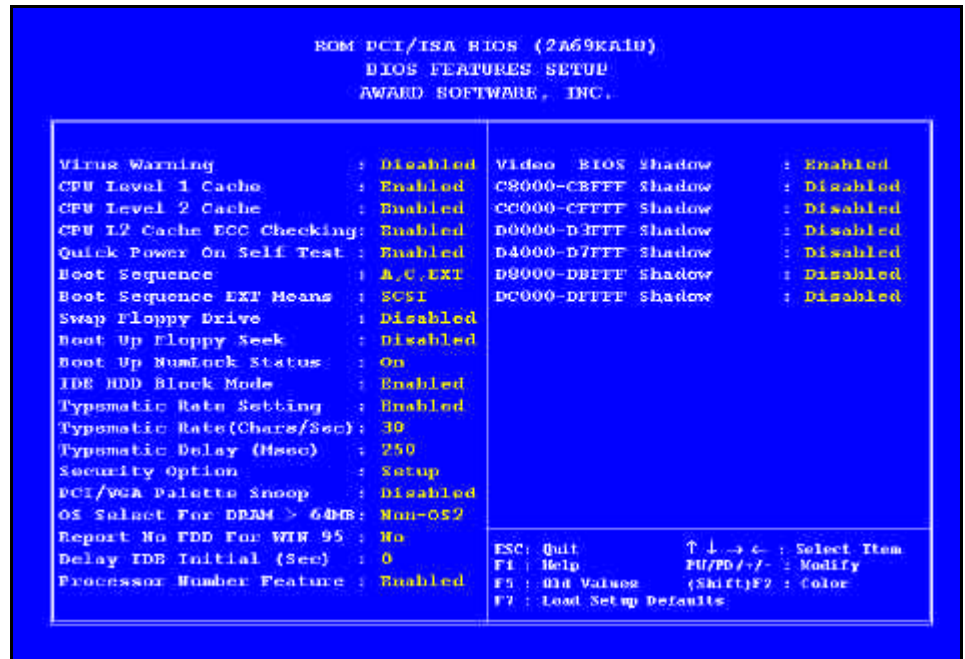 ROM PCI/ISA BIOS (2A69KA1D)
BIOS FEATURES SETUP
AWARD SOFTWARE, INC.
Virus Warning : Disabled
CPU Level 1 Cache : Enabled
CPU Level 2 Cache : Enabled
CPU L2 Cache ECC Checking: Enabled
Quick Power On Self Test : Enabled
Boot Sequence : A,C,EXT
Boot Sequence EXT Means : SCSI
Swap Floppy Drive : Disabled
Boot Up Floppy Seek : Disabled
Boot Up NumLock Status : On
IDE HDD Block Mode : Enabled
Typematic Rate Setting : Enabled
Typematic Rate(Chars/Sec): 30
Typematic Delay (Msec) : 250
Security Option : Setup
PCI/VGA Palette Snoop : Disabled
OS Select For DRAM > 64MB: Non-OS2
Report No FDD For WIN 95 : No
Delay IDE Initial (Sec) : 0
Processor Number Feature : Enabled
Video BIOS Shadow : Enabled
C8000-CBFFF Shadow : Disabled
CC000-CFFFF Shadow : Disabled
D0000-D3FFF Shadow : Disabled
D4000-D7FFF Shadow : Disabled
D8000-DBFFF Shadow : Disabled
DC000-DFFFF Shadow : Disabled
ESC: Quit ↑ ↓ → ← : Select Item
F1 : Help PU/PD/+/- : Modify
F5 : Old Values (Shift)F2 : Color
F7 : Load Setup Defaults